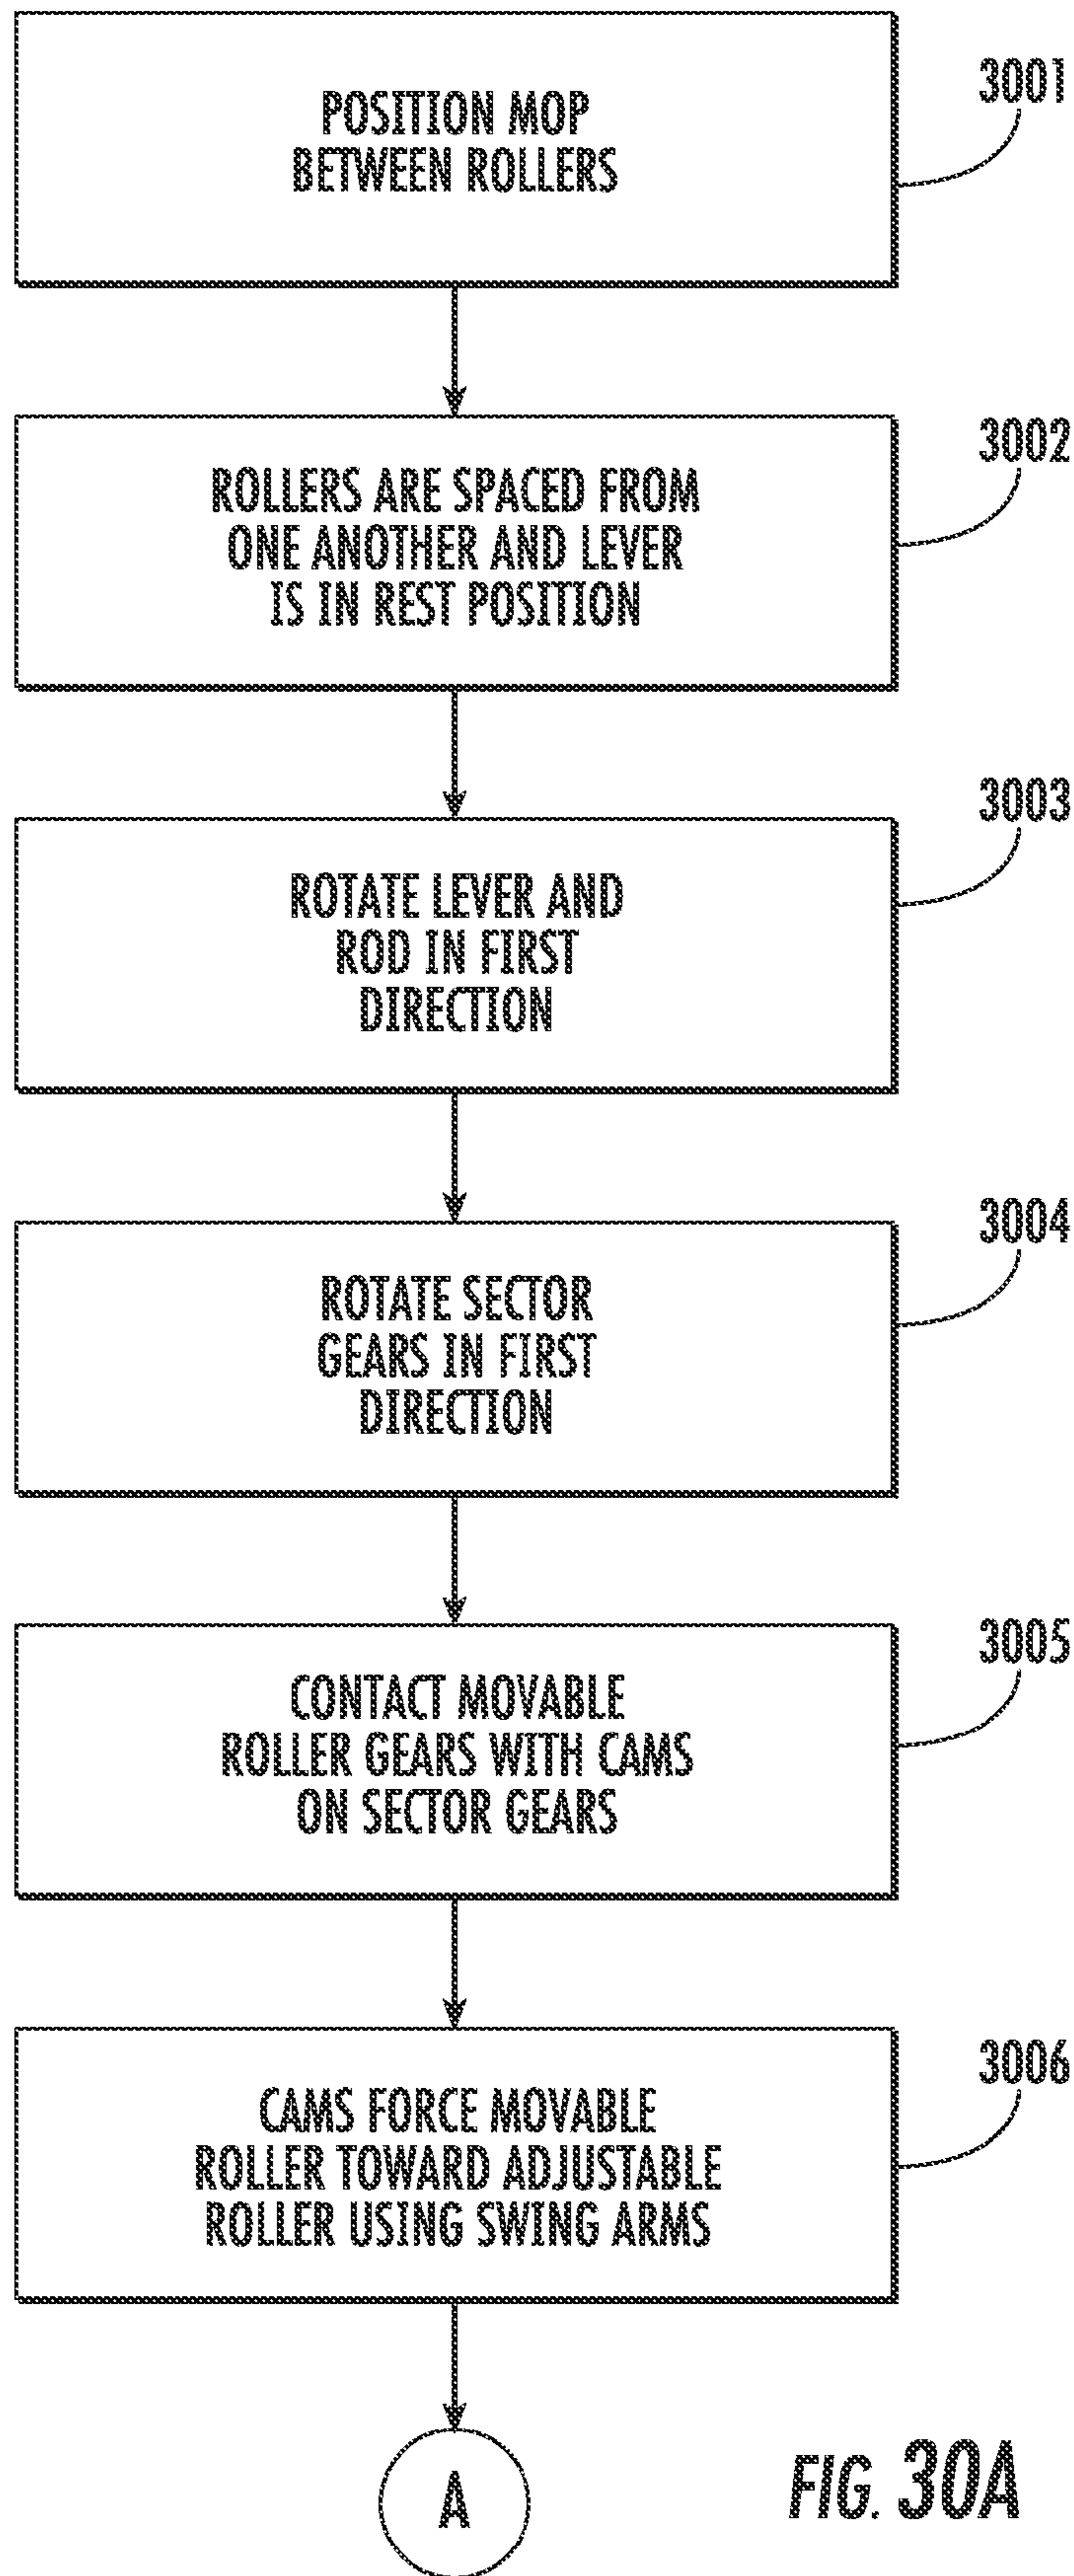 POSITION MOP
BETWEEN ROLLERS
3001
ROLLERS ARE SPACED FROM
ONE ANOTHER AND LEVER
IS IN REST POSITION
3002
ROTATE LEVER AND
ROD IN FIRST
DIRECTION
3003
ROTATE SECTOR
GEARS IN FIRST
DIRECTION
3004
CONTACT MOVABLE
ROLLER GEARS WITH CAMS
ON SECTOR GEARS
3005
CAMS FORCE MOVABLE
ROLLER TOWARD ADJUSTABLE
ROLLER USING SWING ARMS
3006
A
FIG. 30A